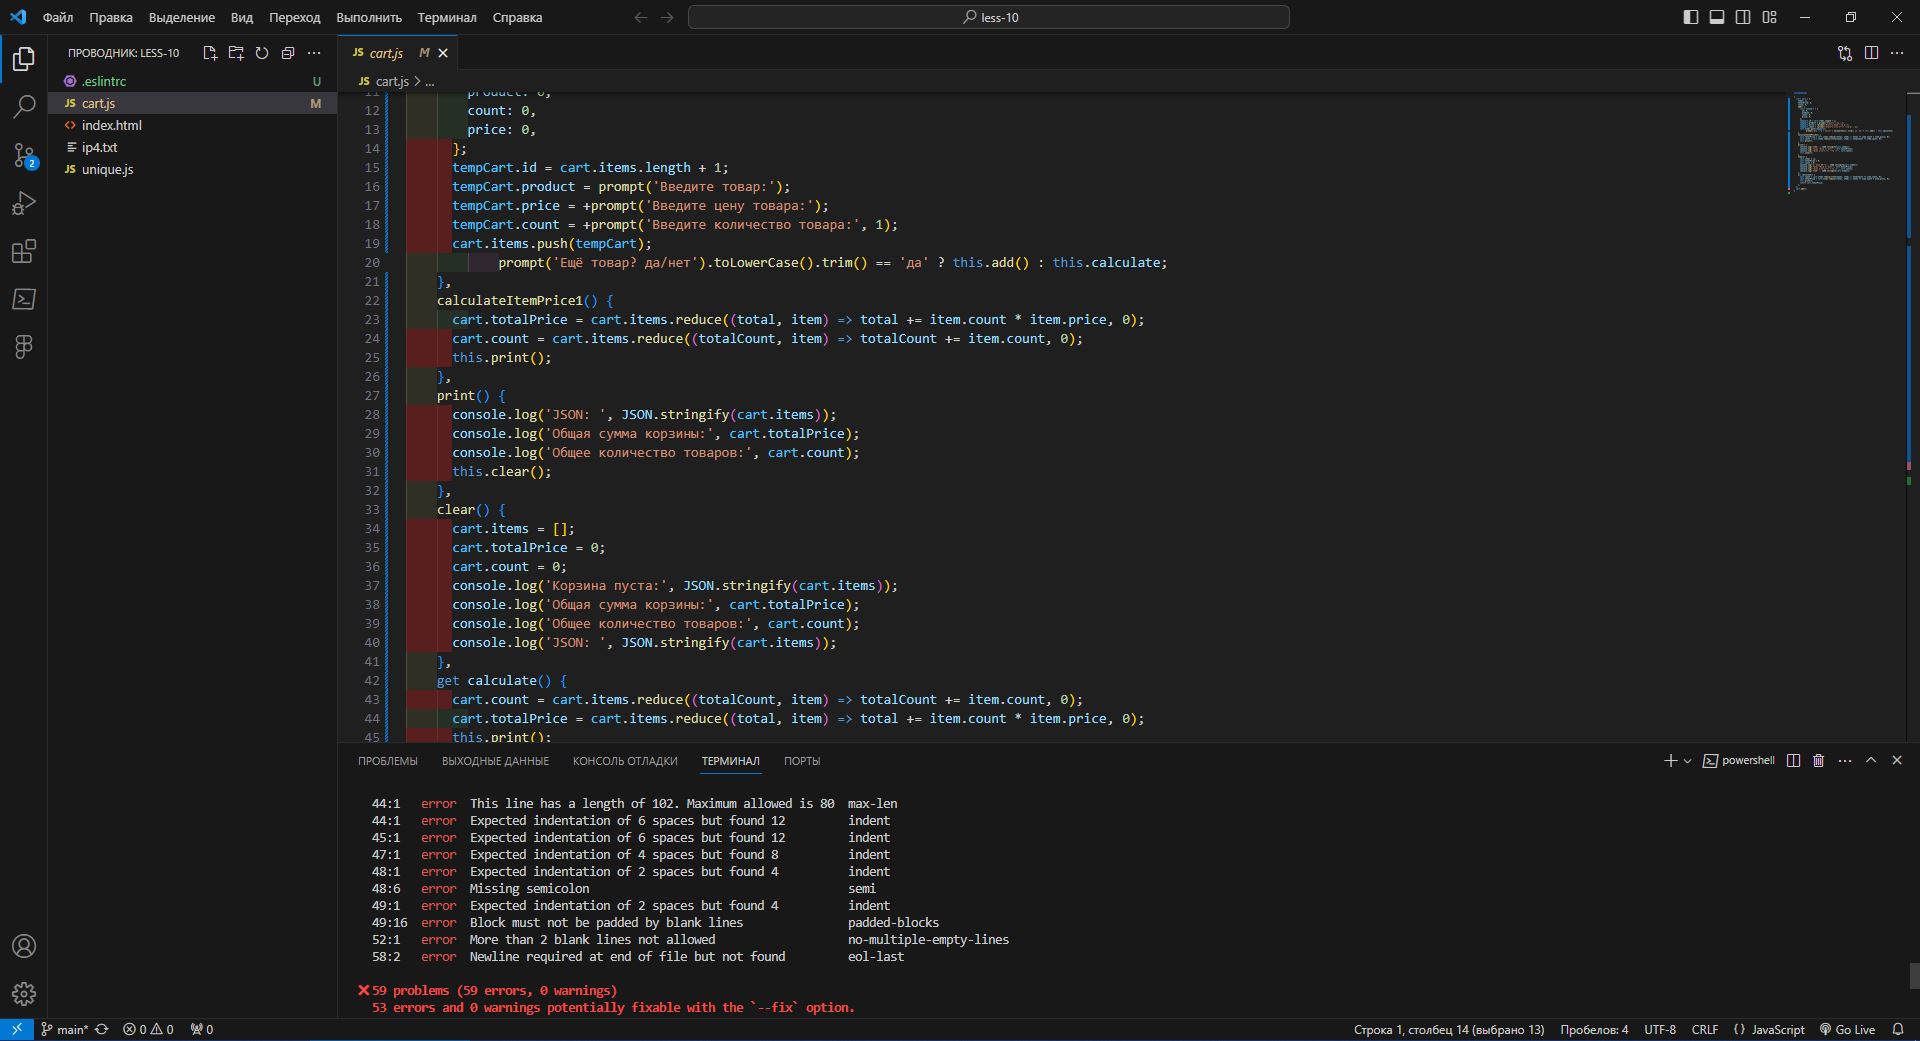 Файл Правка Выделение Вид Переход Выполнить Терминал Справка
less-10
ПРОВОДНИК: LESS-10
.eslintrc U
JS cart.js M
<> index.html
ip4.txt
JS unique.js
2
JS cart.js M
JS cart.js > ...
11 product: 0,
12 count: 0,
13 price: 0,
14 };
15 tempCart.id = cart.items.length + 1;
16 tempCart.product = prompt('Введите товар:');
17 tempCart.price = +prompt('Введите цену товара:');
18 tempCart.count = +prompt('Введите количество товара:', 1);
19 cart.items.push(tempCart);
20 prompt('Ещё товар? да/нет').toLowerCase().trim() == 'да' ? this.add() : this.calculate;
21 },
22 calculateItemPrice1() {
23 cart.totalPrice = cart.items.reduce((total, item) => total += item.count * item.price, 0);
24 cart.count = cart.items.reduce((totalCount, item) => totalCount += item.count, 0);
25 this.print();
26 },
27 print() {
28 console.log('JSON: ', JSON.stringify(cart.items));
29 console.log('Общая сумма корзины:', cart.totalPrice);
30 console.log('Общее количество товаров:', cart.count);
31 this.clear();
32 },
33 clear() {
34 cart.items = [];
35 cart.totalPrice = 0;
36 cart.count = 0;
37 console.log('Корзина пуста:', JSON.stringify(cart.items));
38 console.log('Общая сумма корзины:', cart.totalPrice);
39 console.log('Общее количество товаров:', cart.count);
40 console.log('JSON: ', JSON.stringify(cart.items));
41 },
42 get calculate() {
43 cart.count = cart.items.reduce((totalCount, item) => totalCount += item.count, 0);
44 cart.totalPrice = cart.items.reduce((total, item) => total += item.count * item.price, 0);
45 this.print();
ПРОБЛЕМЫ ВЫХОДНЫЕ ДАННЫЕ КОНСОЛЬ ОТЛАДКИ ТЕРМИНАЛ ПОРТЫ
powershell
44:1 error This line has a length of 102. Maximum allowed is 80 max-len
44:1 error Expected indentation of 6 spaces but found 12 indent
45:1 error Expected indentation of 6 spaces but found 12 indent
47:1 error Expected indentation of 4 spaces but found 8 indent
48:1 error Expected indentation of 2 spaces but found 4 indent
48:6 error Missing semicolon semi
49:1 error Expected indentation of 2 spaces but found 4 indent
49:16 error Block must not be padded by blank lines padded-blocks
52:1 error More than 2 blank lines not allowed no-multiple-empty-lines
58:2 error Newline required at end of file but not found eol-last
✖ 59 problems (59 errors, 0 warnings)
53 errors and 0 warnings potentially fixable with the `--fix` option.
main* 0 0 0
Строка 1, столбец 14 (выбрано 13) Пробелов: 4 UTF-8 CRLF {} JavaScript Go Live